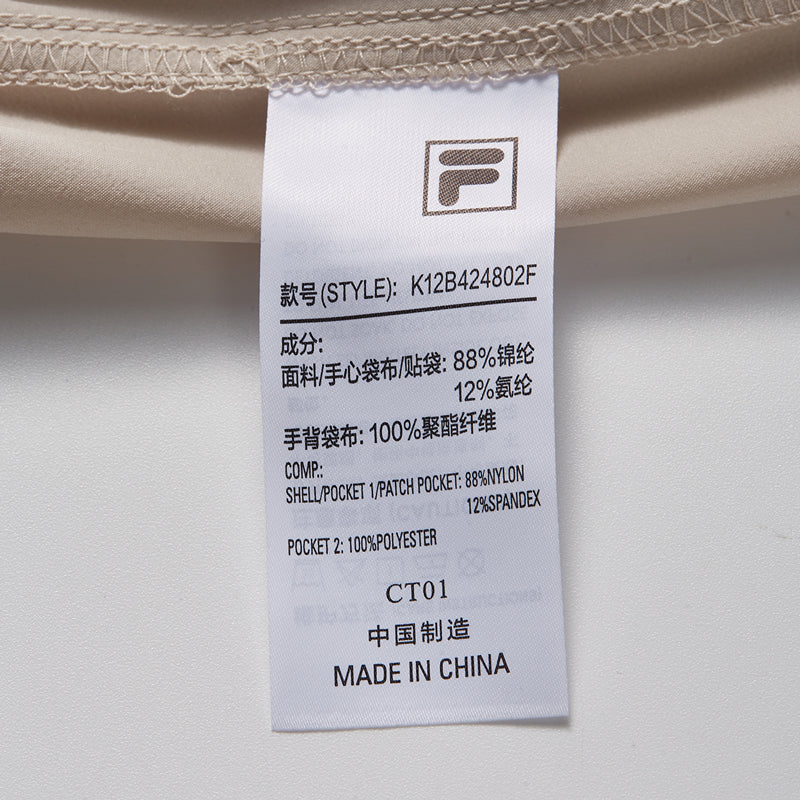 F
款号(STYLE): K12B424802F
成分:
面料/手心袋布/贴袋: 88%锦纶
12%氨纶
手背袋布: 100%聚酯纤维
COMP.:
SHELL/POCKET 1/PATCH POCKET: 88%NYLON
12%SPANDEX
POCKET 2: 100%POLYESTER
CT01
中国制造
MADE IN CHINA